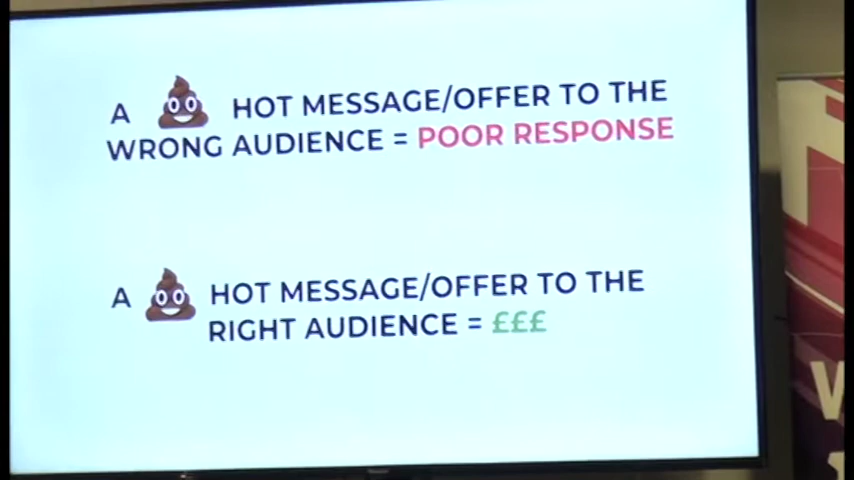 A 💩 HOT MESSAGE/OFFER TO THE
WRONG AUDIENCE = POOR RESPONSE
A 💩 HOT MESSAGE/OFFER TO THE
RIGHT AUDIENCE = £££